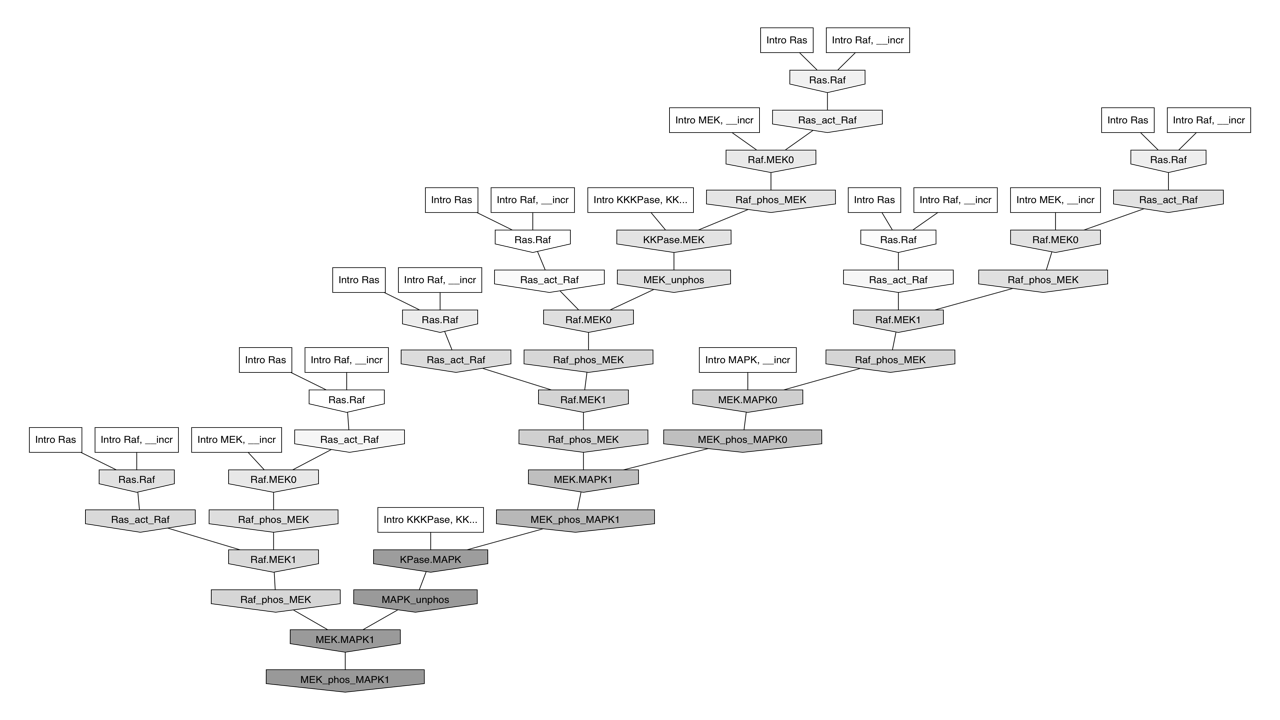 Intro Ras
Intro Raf, __incr
Ras.Raf
Intro MEK, __incr
Ras_act_Raf
Intro Ras
Intro Raf, __incr
Raf.MEK0
Ras.Raf
Intro Ras
Intro Raf, __incr
Intro KKKPase, KK...
Raf_phos_MEK
Intro Ras
Intro Raf, __incr
Intro MEK, __incr
Ras_act_Raf
Ras.Raf
KKPase.MEK
Ras.Raf
Raf.MEK0
Intro Ras
Intro Raf, __incr
Ras_act_Raf
MEK_unphos
Ras_act_Raf
Raf_phos_MEK
Ras.Raf
Raf.MEK0
Raf.MEK1
Intro Ras
Intro Raf, __incr
Ras_act_Raf
Raf_phos_MEK
Intro MAPK, __incr
Raf_phos_MEK
Ras.Raf
Raf.MEK1
MEK.MAPK0
Intro Ras
Intro Raf, __incr
Intro MEK, __incr
Ras_act_Raf
Raf_phos_MEK
MEK_phos_MAPK0
Ras.Raf
Raf.MEK0
MEK.MAPK1
Ras_act_Raf
Raf_phos_MEK
Intro KKKPase, KK...
MEK_phos_MAPK1
Raf.MEK1
KPase.MAPK
Raf_phos_MEK
MAPK_unphos
MEK.MAPK1
MEK_phos_MAPK1